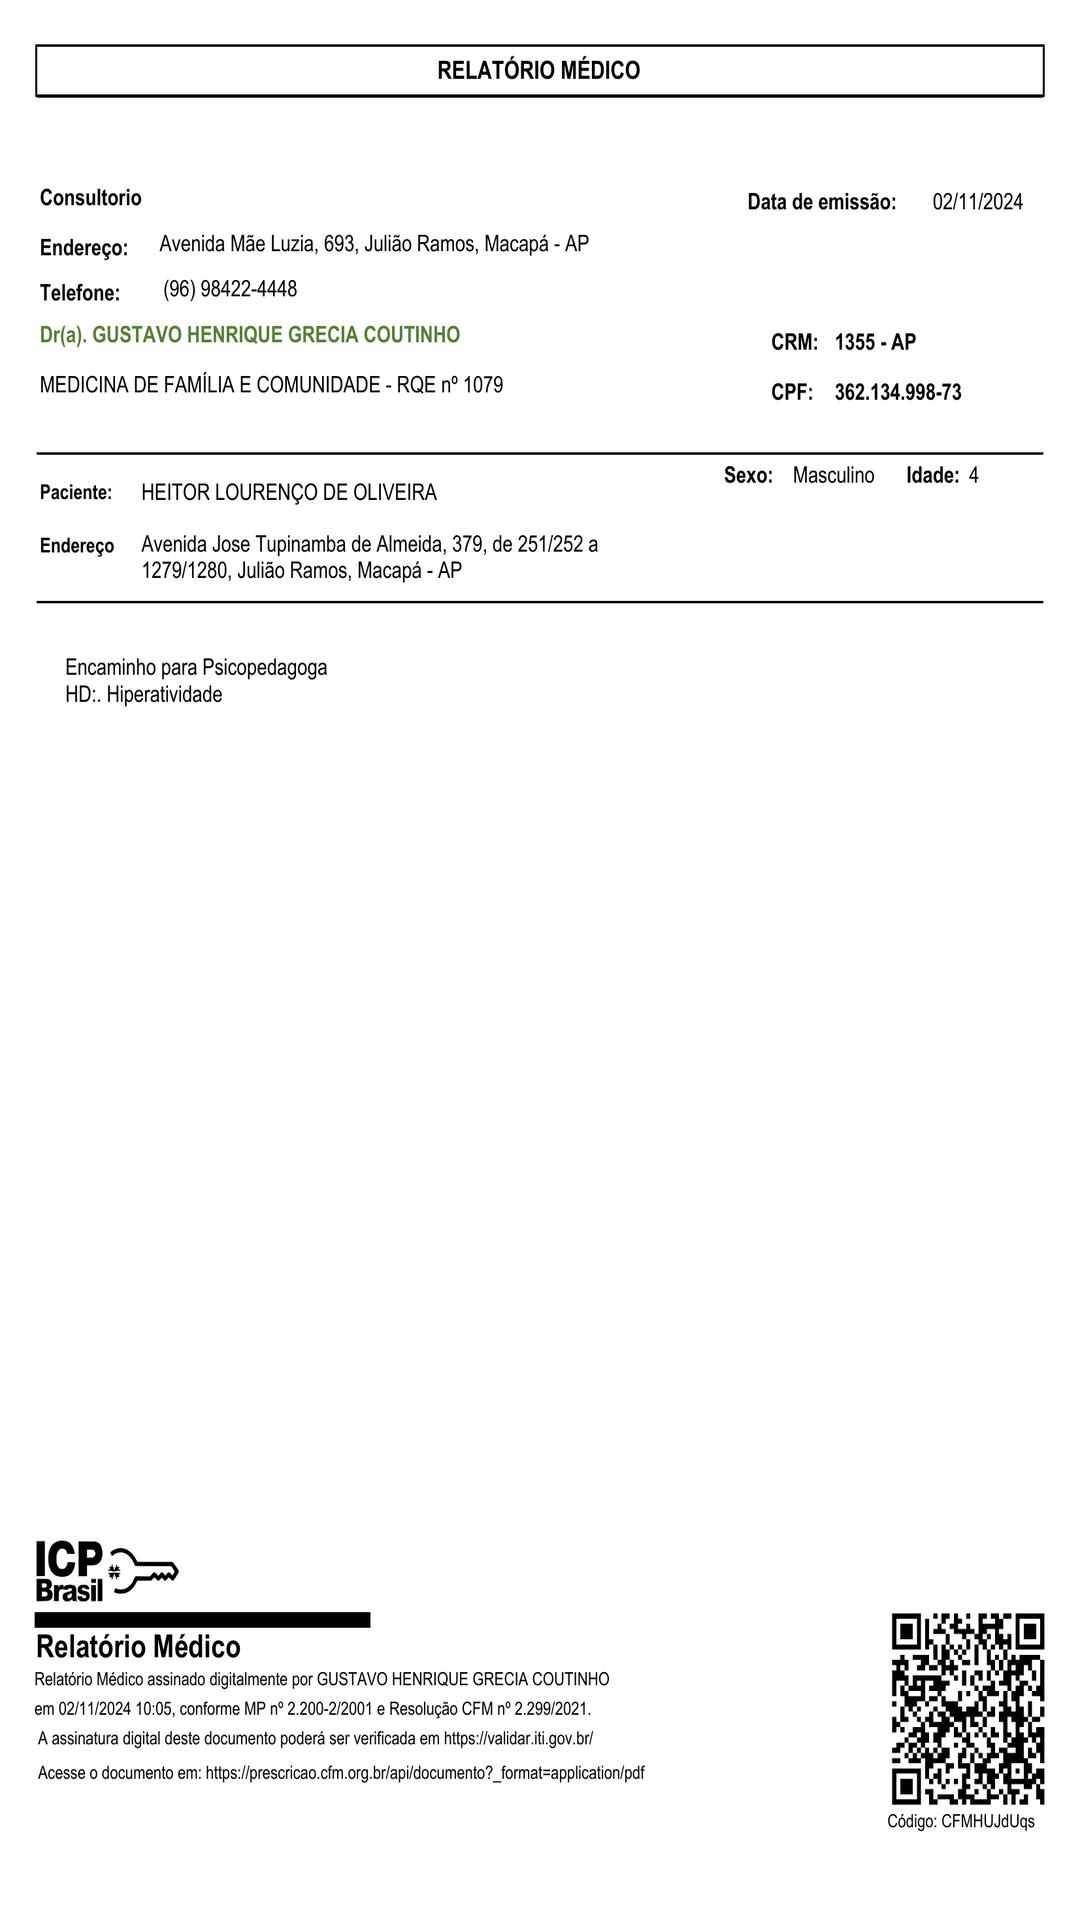 RELATÓRIO MÉDICO
Consultorio
Data de emissão: 02/11/2024
Endereço: Avenida Mãe Luzia, 693, Julião Ramos, Macapá - AP
Telefone: (96) 98422-4448
Dr(a). GUSTAVO HENRIQUE GRECIA COUTINHO
CRM: 1355 - AP
MEDICINA DE FAMÍLIA E COMUNIDADE - RQE nº 1079
CPF: 362.134.998-73
Sexo: Masculino Idade: 4
Paciente: HEITOR LOURENÇO DE OLIVEIRA
Endereço Avenida Jose Tupinamba de Almeida, 379, de 251/252 a
1279/1280, Julião Ramos, Macapá - AP
Encaminho para Psicopedagoga
HD:. Hiperatividade
ICP
Brasil
Relatório Médico
Relatório Médico assinado digitalmente por GUSTAVO HENRIQUE GRECIA COUTINHO
em 02/11/2024 10:05, conforme MP nº 2.200-2/2001 e Resolução CFM nº 2.299/2021.
A assinatura digital deste documento poderá ser verificada em https://validar.iti.gov.br/
Acesse o documento em: https://prescricao.cfm.org.br/api/documento?_format=application/pdf
Código: CFMHUJdUqs